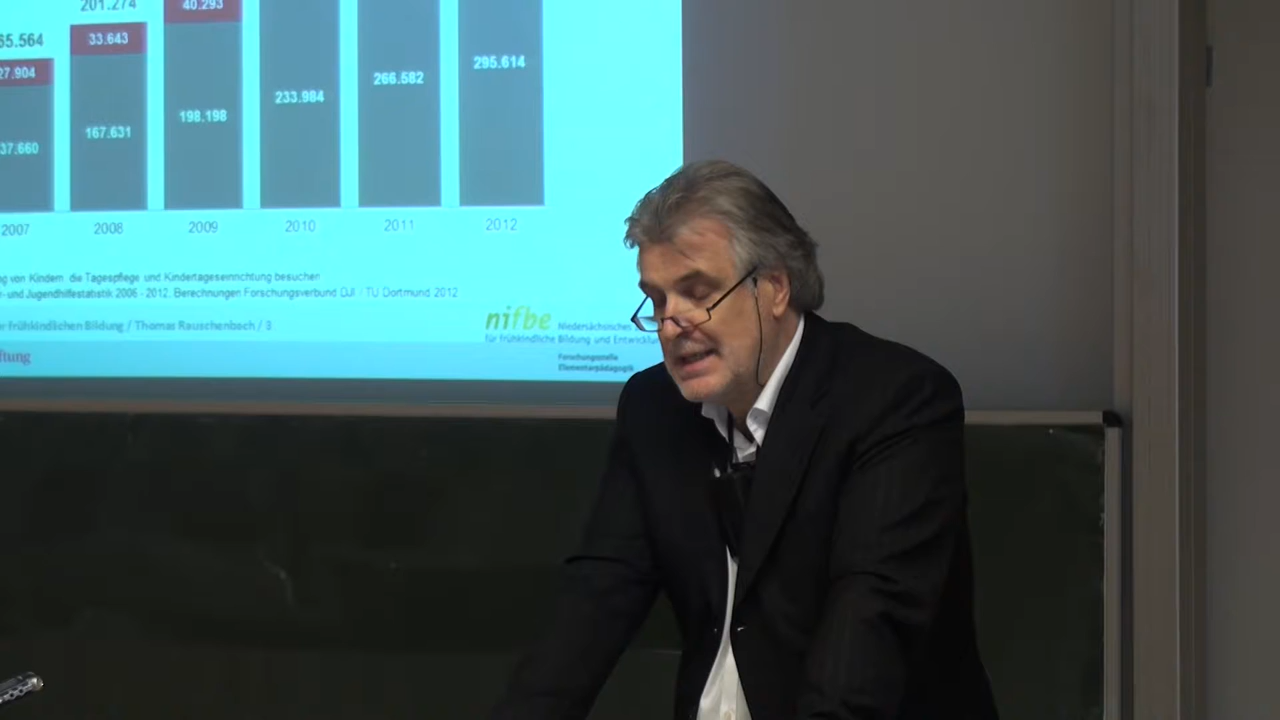 201.274
40.293
65.564
33.643
27.904
295.614
266.582
233.984
198.198
167.631
37.660
2007 2008 2009 2010 2011 2012
von Kindern, die Tagespflege und Kindertageseinrichtung besuchen
und Jugendhilfestatistik 2006 - 2012, Berechnungen Forschungsverbund DJI / TU Dortmund 2012
frühkindlichen Bildung / Thomas Rauschenbach / 3
nifbe
Niedersächsisches
für frühkindliche Bildung und Entwicklung
Forschungsstelle
Elementarpädagogik